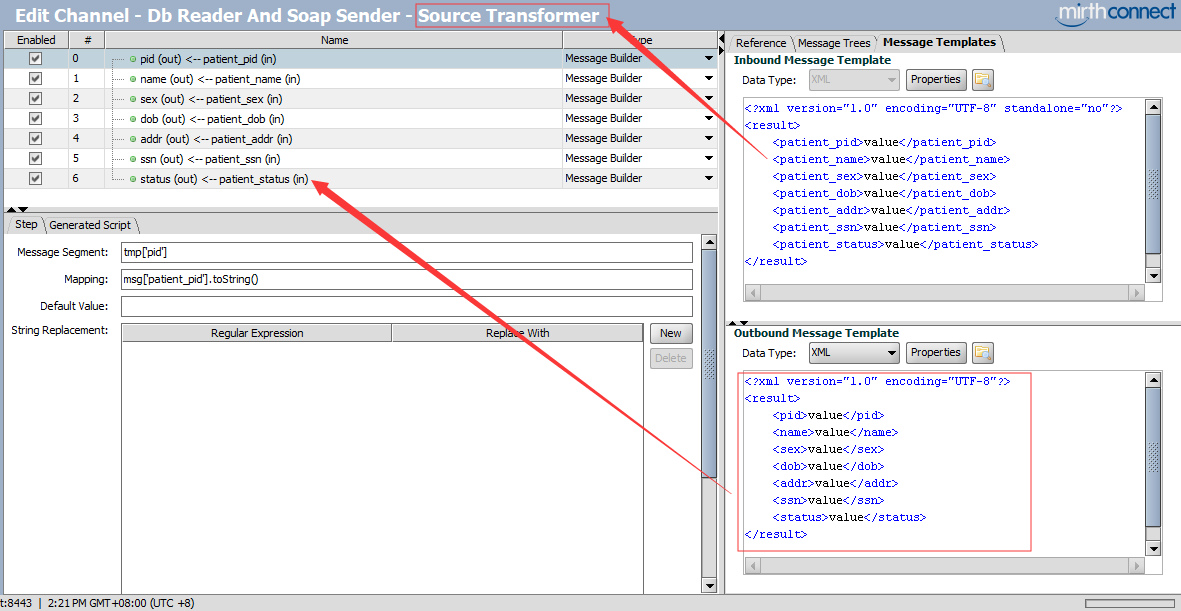 Edit Channel - Db Reader And Soap Sender - Source Transformer
mirthconnect
Enabled # Name Type
0 pid (out) <-- patient_pid (in) Message Builder
1 name (out) <-- patient_name (in) Message Builder
2 sex (out) <-- patient_sex (in) Message Builder
3 dob (out) <-- patient_dob (in) Message Builder
4 addr (out) <-- patient_addr (in) Message Builder
5 ssn (out) <-- patient_ssn (in) Message Builder
6 status (out) <-- patient_status (in) Message Builder
Step Generated Script
Message Segment: tmp['pid']
Mapping: msg['patient_pid'].toString()
Default Value:
String Replacement: Regular Expression Replace With New
Delete
Reference Message Trees Message Templates
Inbound Message Template
Data Type: XML Properties
<?xml version="1.0" encoding="UTF-8" standalone="no"?>
<result>
<patient_pid>value</patient_pid>
<patient_name>value</patient_name>
<patient_sex>value</patient_sex>
<patient_dob>value</patient_dob>
<patient_addr>value</patient_addr>
<patient_ssn>value</patient_ssn>
<patient_status>value</patient_status>
</result>
Outbound Message Template
Data Type: XML Properties
<?xml version="1.0" encoding="UTF-8"?>
<result>
<pid>value</pid>
<name>value</name>
<sex>value</sex>
<dob>value</dob>
<addr>value</addr>
<ssn>value</ssn>
<status>value</status>
</result>
t:8443 | 2:21 PM GMT+08:00 (UTC +8)